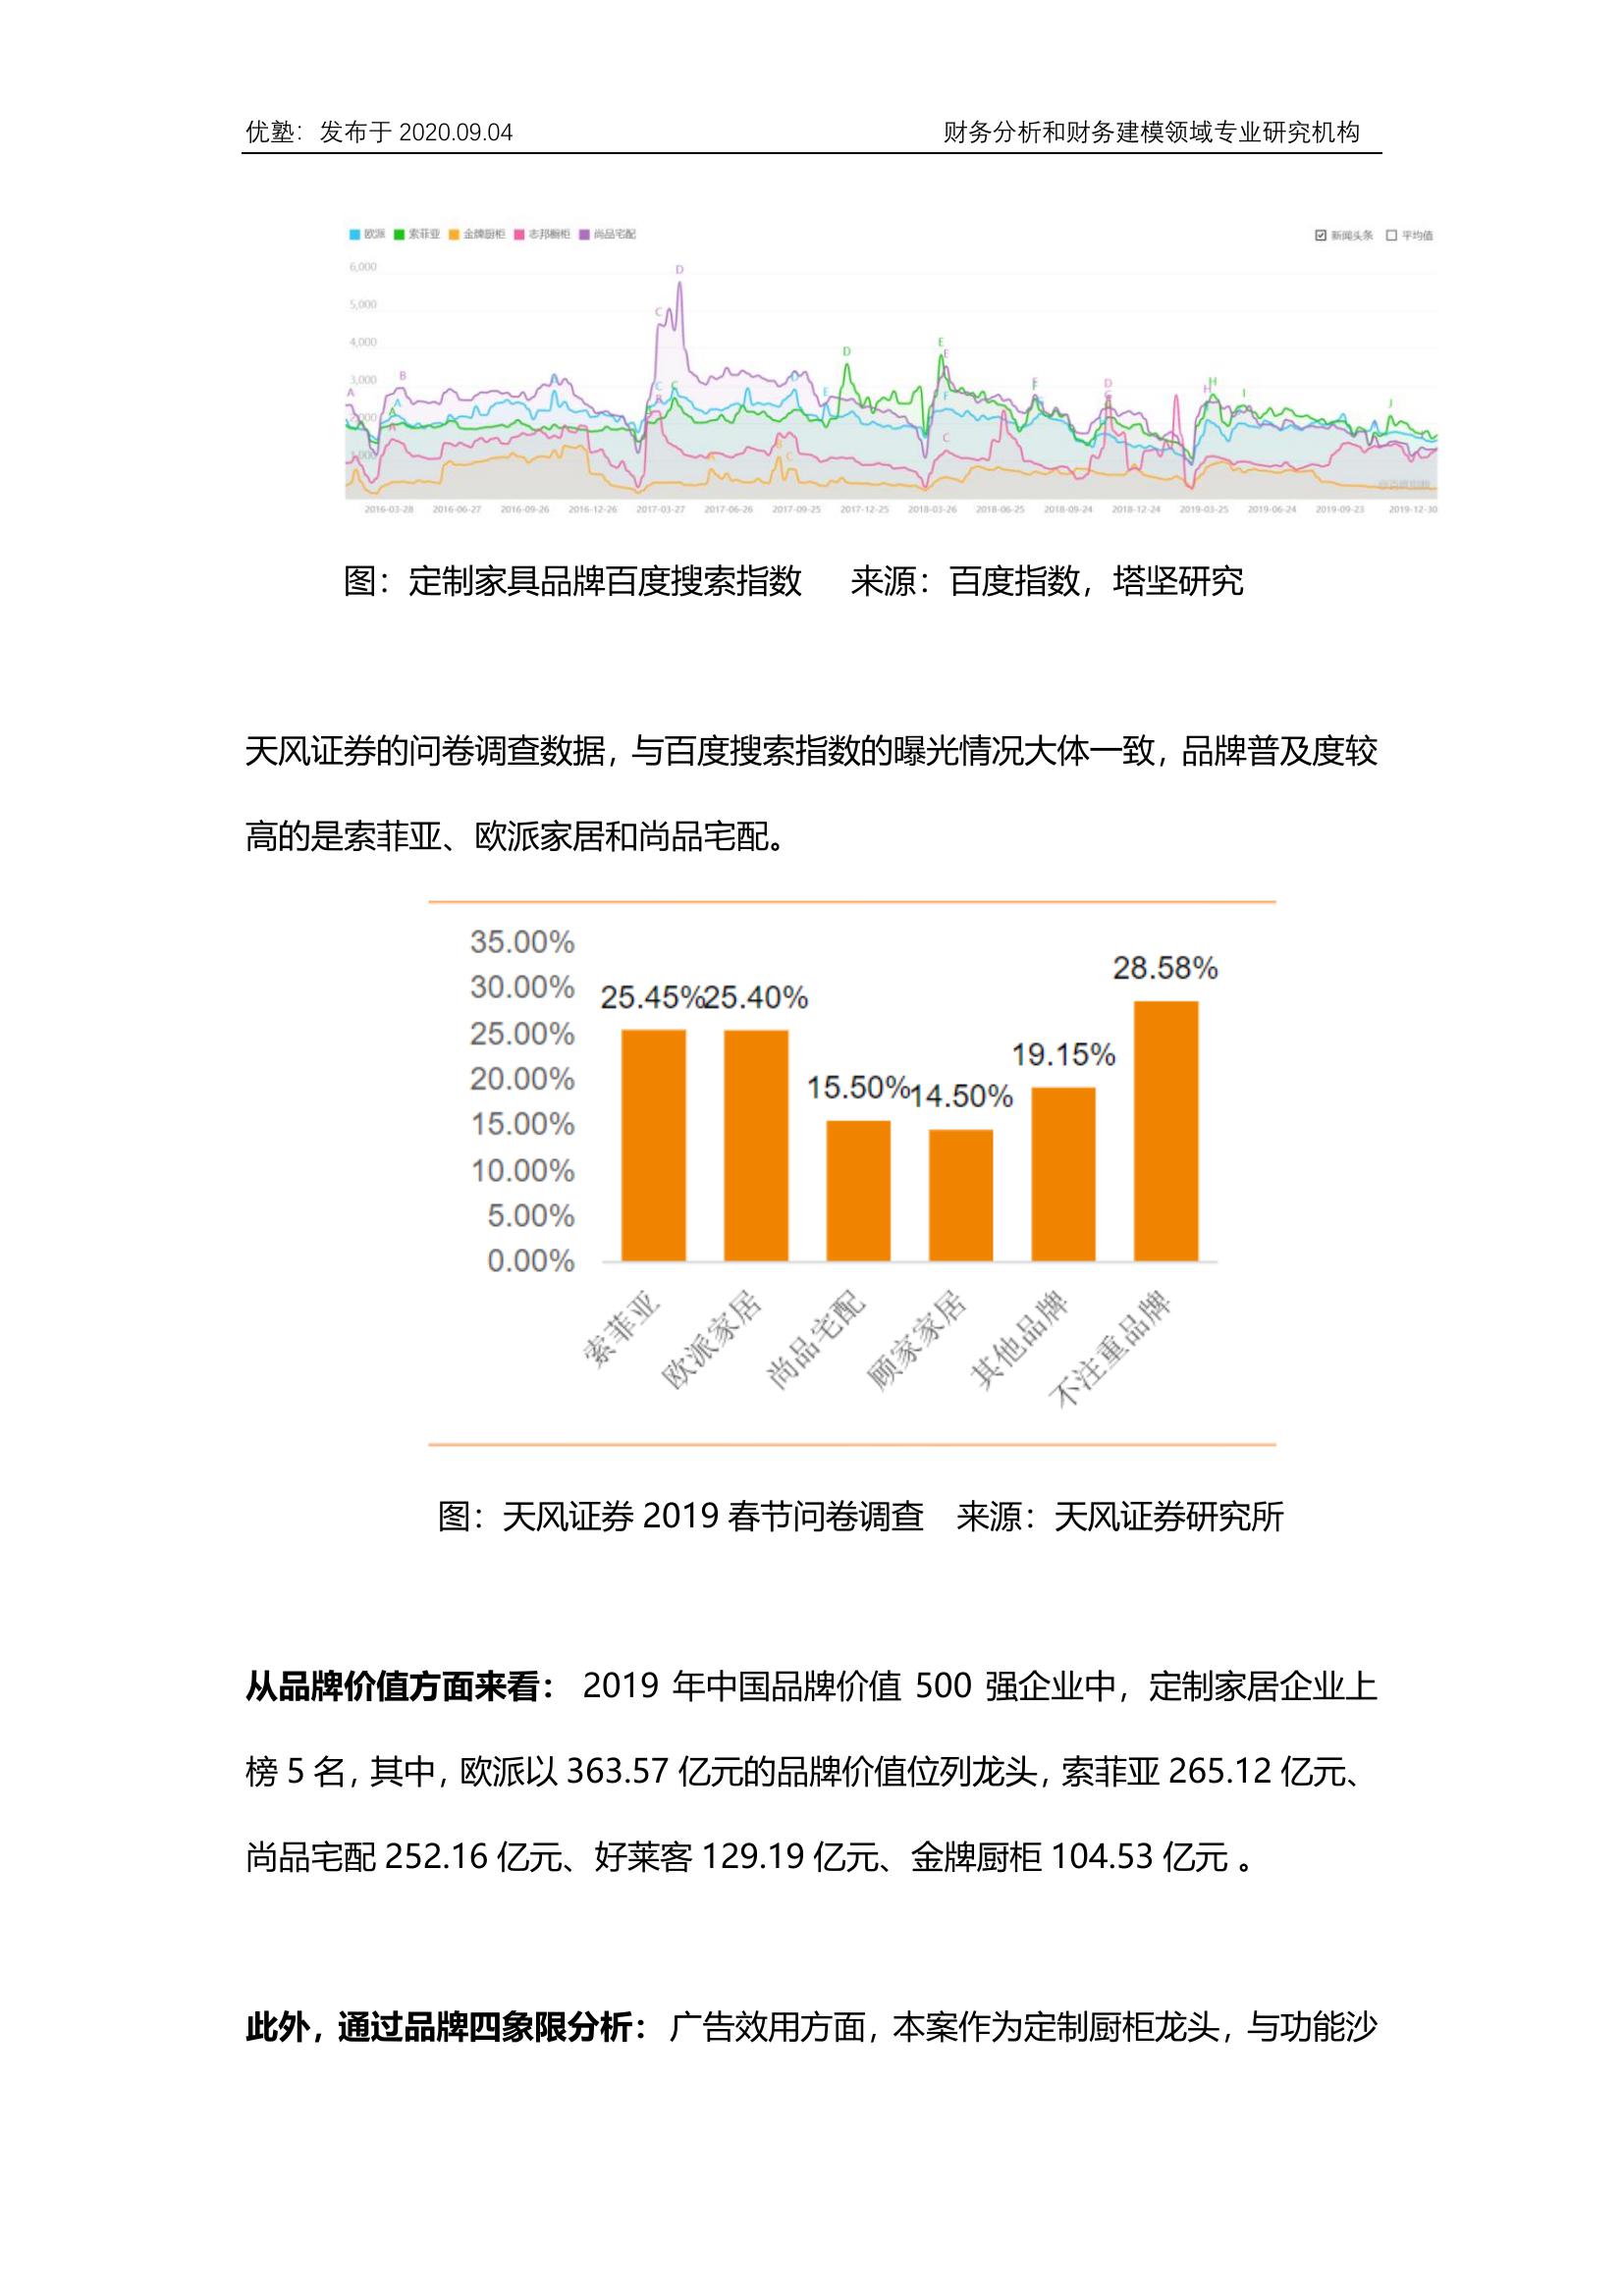 优塾：发布于 2020.09.04 财务分析和财务建模领域专业研究机构
欧派 索菲亚 金牌厨柜 志邦橱柜 尚品宅配 新闻头条 平均值
6,000
5,000
4,000
3,000
2,000
1,000
2016-03-28 2016-06-27 2016-09-26 2016-12-26 2017-03-27 2017-06-26 2017-09-25 2017-12-25 2018-03-26 2018-06-25 2018-09-24 2018-12-24 2019-03-25 2019-06-24 2019-09-23 2019-12-30
图：定制家具品牌百度搜索指数 来源：百度指数，塔坚研究
天风证券的问卷调查数据，与百度搜索指数的曝光情况大体一致，品牌普及度较
高的是索菲亚、欧派家居和尚品宅配。
35.00%
30.00%
25.00%
20.00%
15.00%
10.00%
5.00%
0.00%
25.45% 25.40% 15.50% 14.50% 19.15% 28.58%
索菲亚 欧派家居 尚品宅配 顾家家居 其他品牌 不注重品牌
图：天风证券 2019 春节问卷调查 来源：天风证券研究所
从品牌价值方面来看： 2019 年中国品牌价值 500 强企业中，定制家居企业上
榜 5 名，其中，欧派以 363.57 亿元的品牌价值位列龙头，索菲亚 265.12 亿元、
尚品宅配 252.16 亿元、好莱客 129.19 亿元、金牌厨柜 104.53 亿元 。
此外，通过品牌四象限分析： 广告效用方面，本案作为定制厨柜龙头，与功能沙